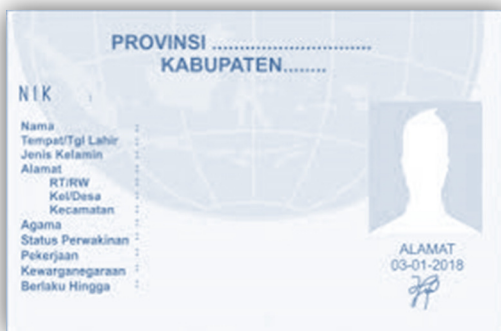 PROVINSI ............................
KABUPATEN........
NIK :
Nama :
Tempat/Tgl Lahir :
Jenis Kelamin :
Alamat :
RT/RW :
Kel/Desa :
Kecamatan :
Agama :
Status Perwakinan :
Pekerjaan :
Kewarganegaraan :
Berlaku Hingga :
ALAMAT
03-01-2018